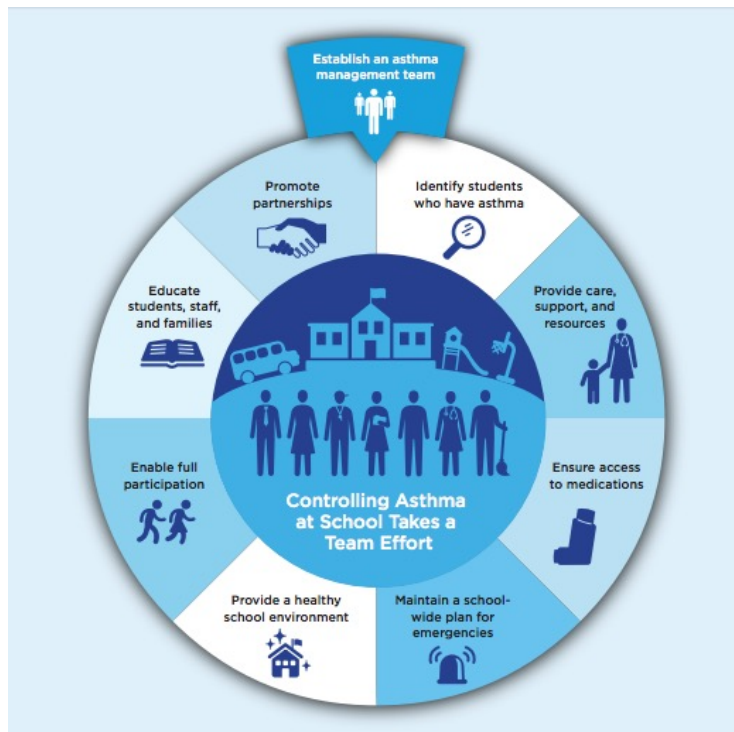 Establish an asthma
management team
Identify students
who have asthma
Provide care,
support, and
resources
Ensure access
to medications
Maintain a school-
wide plan for
emergencies
Provide a healthy
school environment
Enable full
participation
Educate
students, staff,
and families
Promote
partnerships
Controlling Asthma
at School Takes a
Team Effort